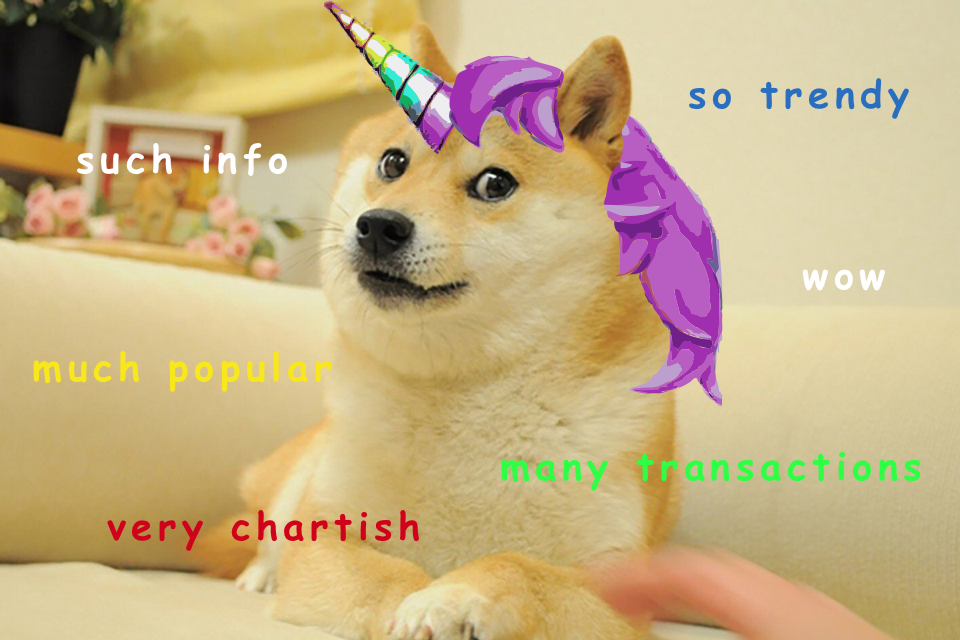 so trendy
such info
wow
much popular
many transactions
very chartish